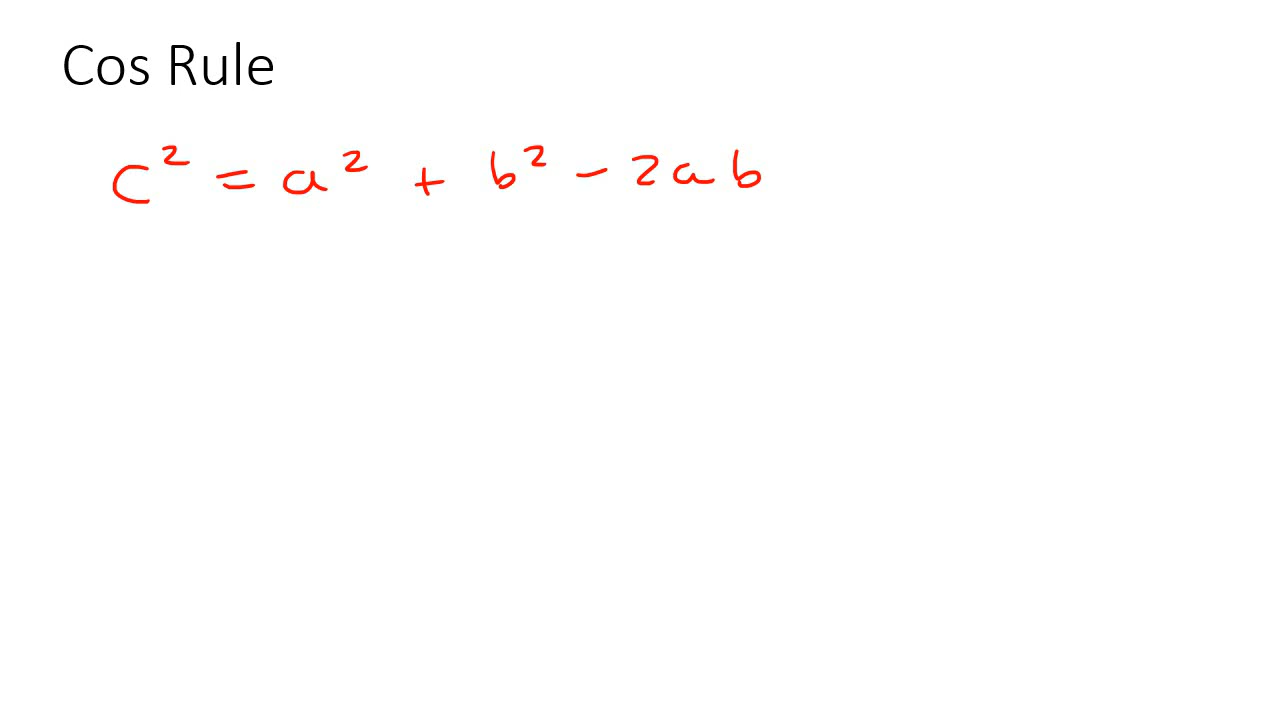 Cos Rule
c² = a² + b² - 2ab